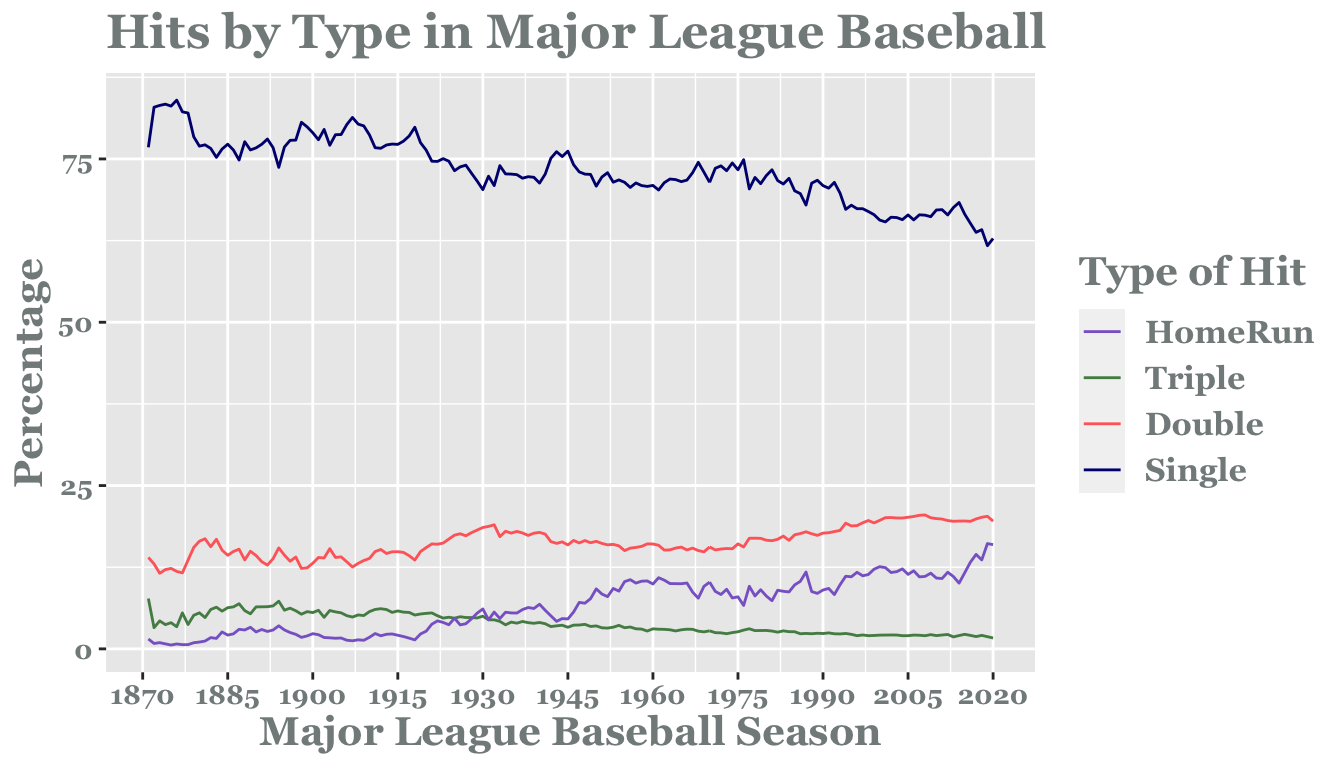 Hits by Type in Major League Baseball
Percentage
75
50
25
0
1870 1885 1900 1915 1930 1945 1960 1975 1990 2005 2020
Major League Baseball Season
Type of Hit
HomeRun
Triple
Double
Single